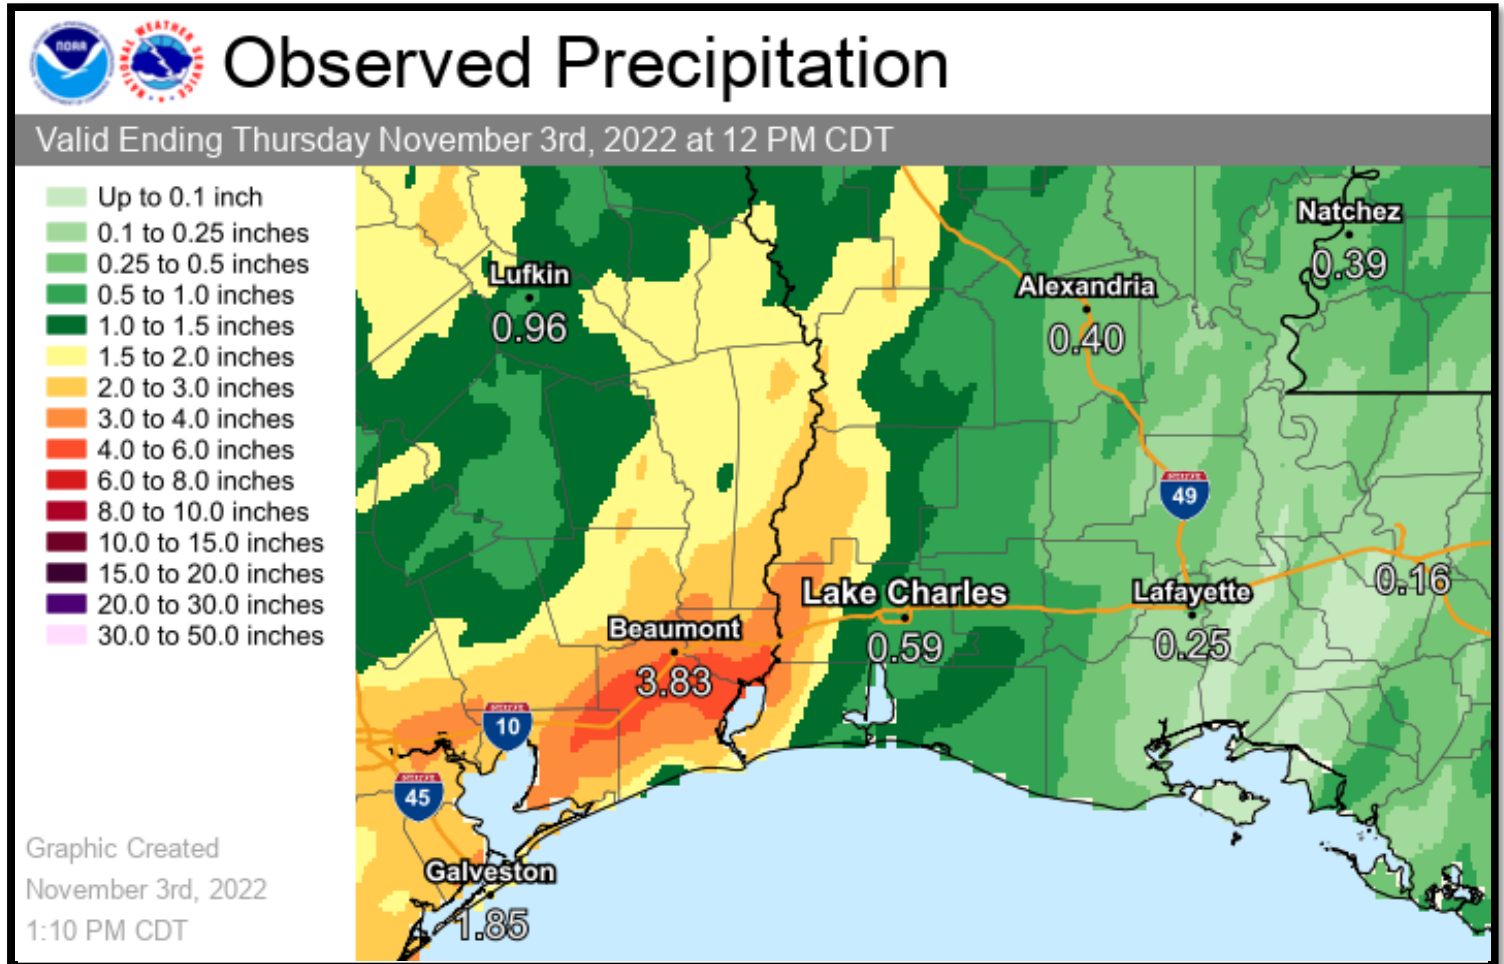 NOAA
NATIONAL WEATHER SERVICE
Observed Precipitation
Valid Ending Thursday November 3rd, 2022 at 12 PM CDT
Up to 0.1 inch
0.1 to 0.25 inches
0.25 to 0.5 inches
0.5 to 1.0 inches
1.0 to 1.5 inches
1.5 to 2.0 inches
2.0 to 3.0 inches
3.0 to 4.0 inches
4.0 to 6.0 inches
6.0 to 8.0 inches
8.0 to 10.0 inches
10.0 to 15.0 inches
15.0 to 20.0 inches
20.0 to 30.0 inches
30.0 to 50.0 inches
Graphic Created
November 3rd, 2022
1:10 PM CDT
Natchez
0.39
Lufkin
0.96
Alexandria
0.40
49
Lake Charles
0.59
Lafayette
0.25
0.16
Beaumont
3.83
10
45
Galveston
1.85